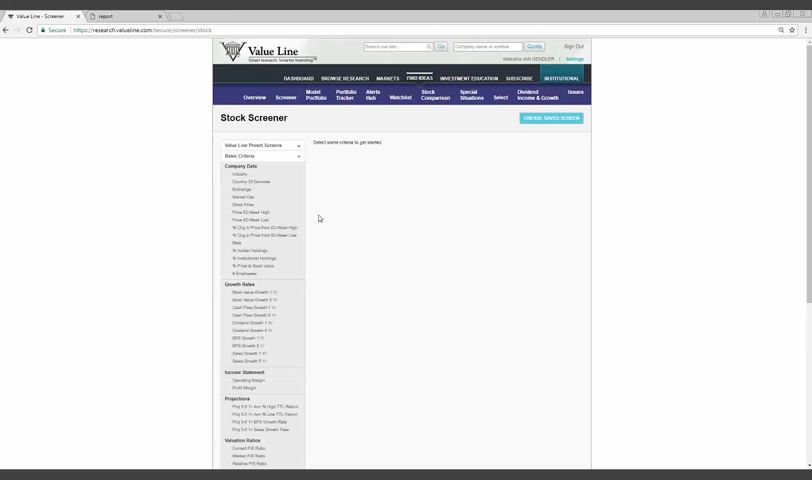 Value Line - Screener
report
Secure
https://research.valueline.com/secure/screener/stock
Value Line
Smart research. Smarter investing.
Search our site...
Go
Company name or symbol...
Quotes
Sign Out
Welcome IAN GENDLER
Settings
DASHBOARD
BROWSE RESEARCH
MARKETS
FIND IDEAS
INVESTMENT EDUCATION
SUBSCRIBE
INSTITUTIONAL
Overview
Screener
Model Portfolio
Portfolio Tracker
Alerts Hub
Watchlist
Stock Comparison
Special Situations
Select
Dividend Income & Growth
Issues
Stock Screener
CREATE SAVED SCREEN
Value Line Preset Screens
Select some criteria to get started.
Basic Criteria
Company Data
Industry
Country Of Domicile
Exchange
Market Cap
Stock Price
Price 52-Week High
Price 52-Week Low
% Chg in Price from 52-Week High
% Chg in Price from 52-Week Low
Beta
% Insider Holdings
% Institutional Holdings
% Price to Book Value
# Employees
Growth Rates
Book Value Growth 1 Yr
Book Value Growth 5 Yr
Cash Flow Growth 1 Yr
Cash Flow Growth 5 Yr
Dividend Growth 1 Yr
Dividend Growth 5 Yr
EPS Growth 1 Yr
EPS Growth 5 Yr
Sales Growth 1 Yr
Sales Growth 5 Yr
Income Statement
Operating Margin
Profit Margin
Projections
Proj 3-5 Yr Ann % High TTL Return
Proj 3-5 Yr Ann % Low TTL Return
Proj 3-5 Yr EPS Growth Rate
Proj 3-5 Yr Sales Growth Rate
Valuation Ratios
Current P/E Ratio
Median P/E Ratio
Relative P/E Ratio